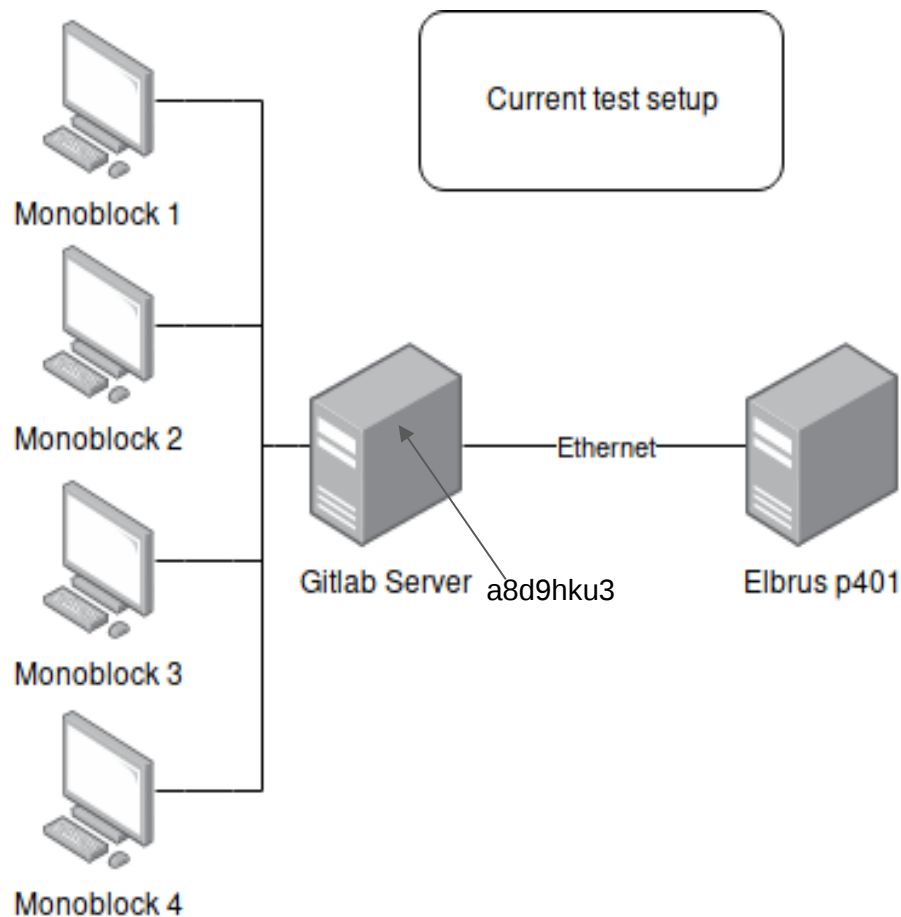 Current test setup
Monoblock 1
Monoblock 2
Ethernet
Gitlab Server
a8d9hku3
Elbrus p401
Monoblock 3
Monoblock 4